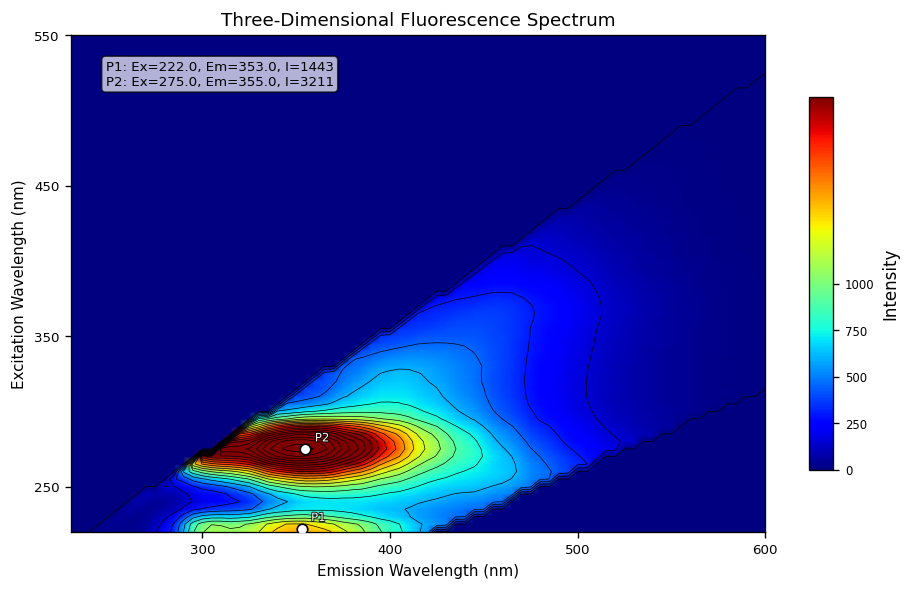 Three-Dimensional Fluorescence Spectrum
P1: Ex=222.0, Em=353.0, I=1443
P2: Ex=275.0, Em=355.0, I=3211
550
450
350
250
Excitation Wavelength (nm)
P2
P1
300
400
500
600
Emission Wavelength (nm)
1000
750
500
250
0
Intensity